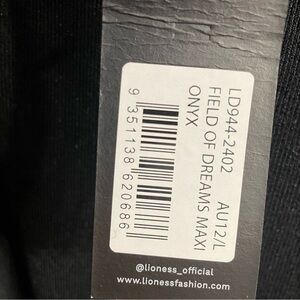 LD944-2402 AU12/L
FIELD OF DREAMS MAXI
ONYX
9 351138 620686
@lioness_official
www.lionessfashion.com